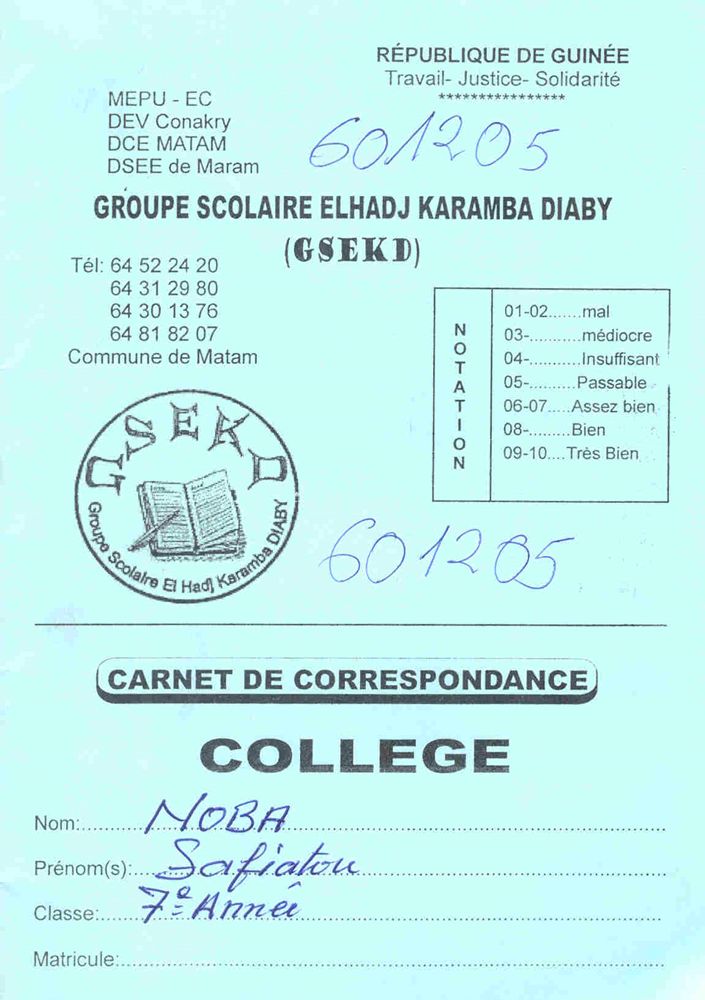 RÉPUBLIQUE DE GUINÉE
Travail- Justice- Solidarité
****************
MEPU - EC
DEV Conakry
DCE MATAM
DSEE de Maram
601205
GROUPE SCOLAIRE ELHADJ KARAMBA DIABY
(GSEKD)
Tél: 64 52 24 20
64 31 29 80
64 30 13 76
64 81 82 07
Commune de Matam
NOTATION
01-02.......mal
03-...........médiocre
04-...........Insuffisant
05-..........Passable
06-07.....Assez bien
08-.........Bien
09-10....Très Bien
GSEKD
Groupe Scolaire El Hadj Karamba DIABY
601205
CARNET DE CORRESPONDANCE
COLLEGE
Nom: NOBA
Prénom(s): Safiatou
Classe: 7e Année
Matricule: